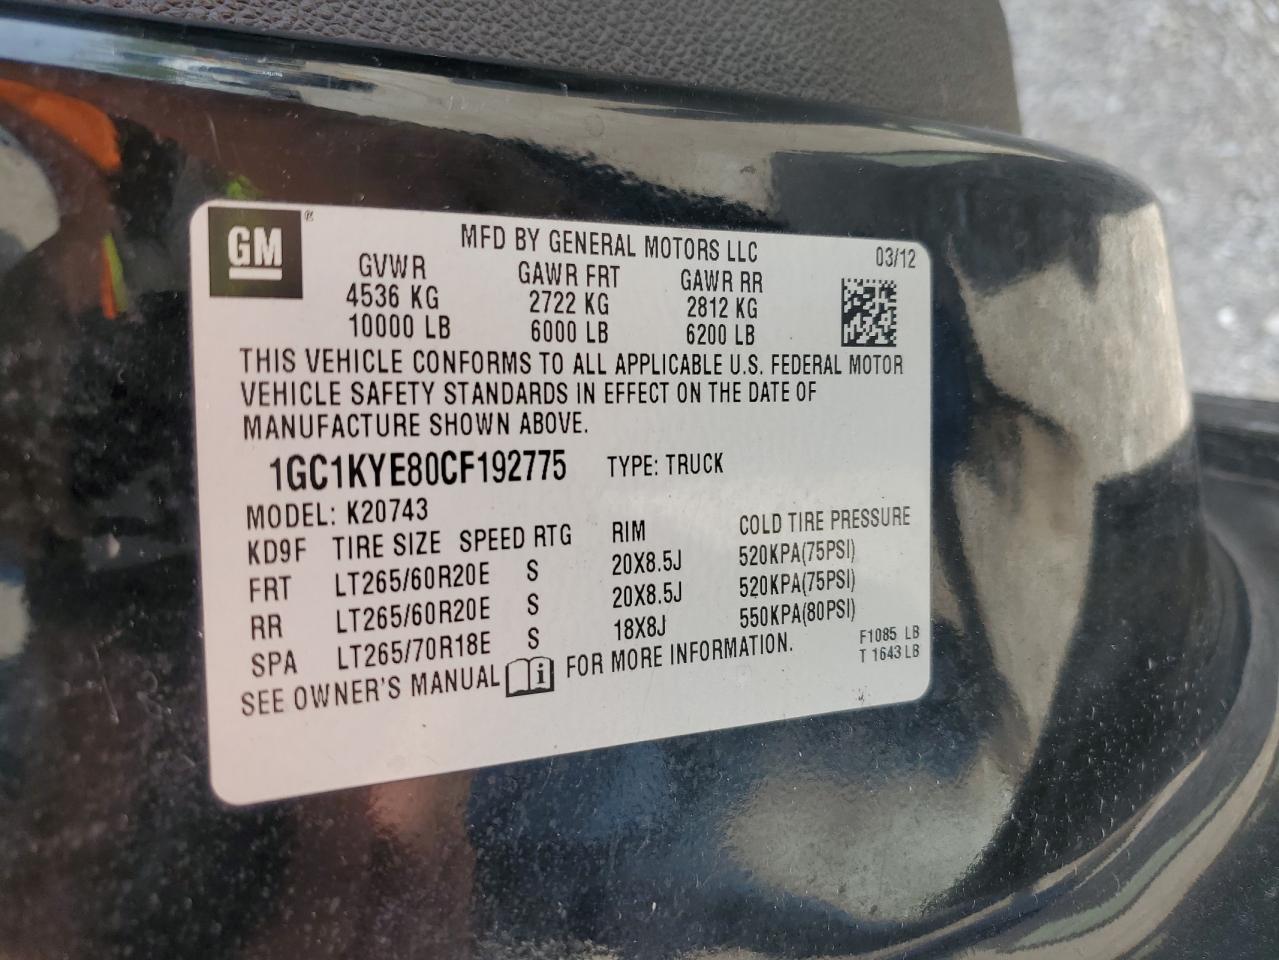 GM ®
MFD BY GENERAL MOTORS LLC 03/12
GVWR GAWR FRT GAWR RR
4536 KG 2722 KG 2812 KG
10000 LB 6000 LB 6200 LB
THIS VEHICLE CONFORMS TO ALL APPLICABLE U.S. FEDERAL MOTOR
VEHICLE SAFETY STANDARDS IN EFFECT ON THE DATE OF
MANUFACTURE SHOWN ABOVE.
1GC1KYE80CF192775 TYPE: TRUCK
MODEL: K20743
KD9F TIRE SIZE SPEED RTG RIM COLD TIRE PRESSURE
FRT LT265/60R20E S 20X8.5J 520KPA(75PSI)
RR LT265/60R20E S 20X8.5J 520KPA(75PSI)
SPA LT265/70R18E S 18X8J 550KPA(80PSI)
SEE OWNER'S MANUAL i FOR MORE INFORMATION.
F1085 LB
T 1643 LB